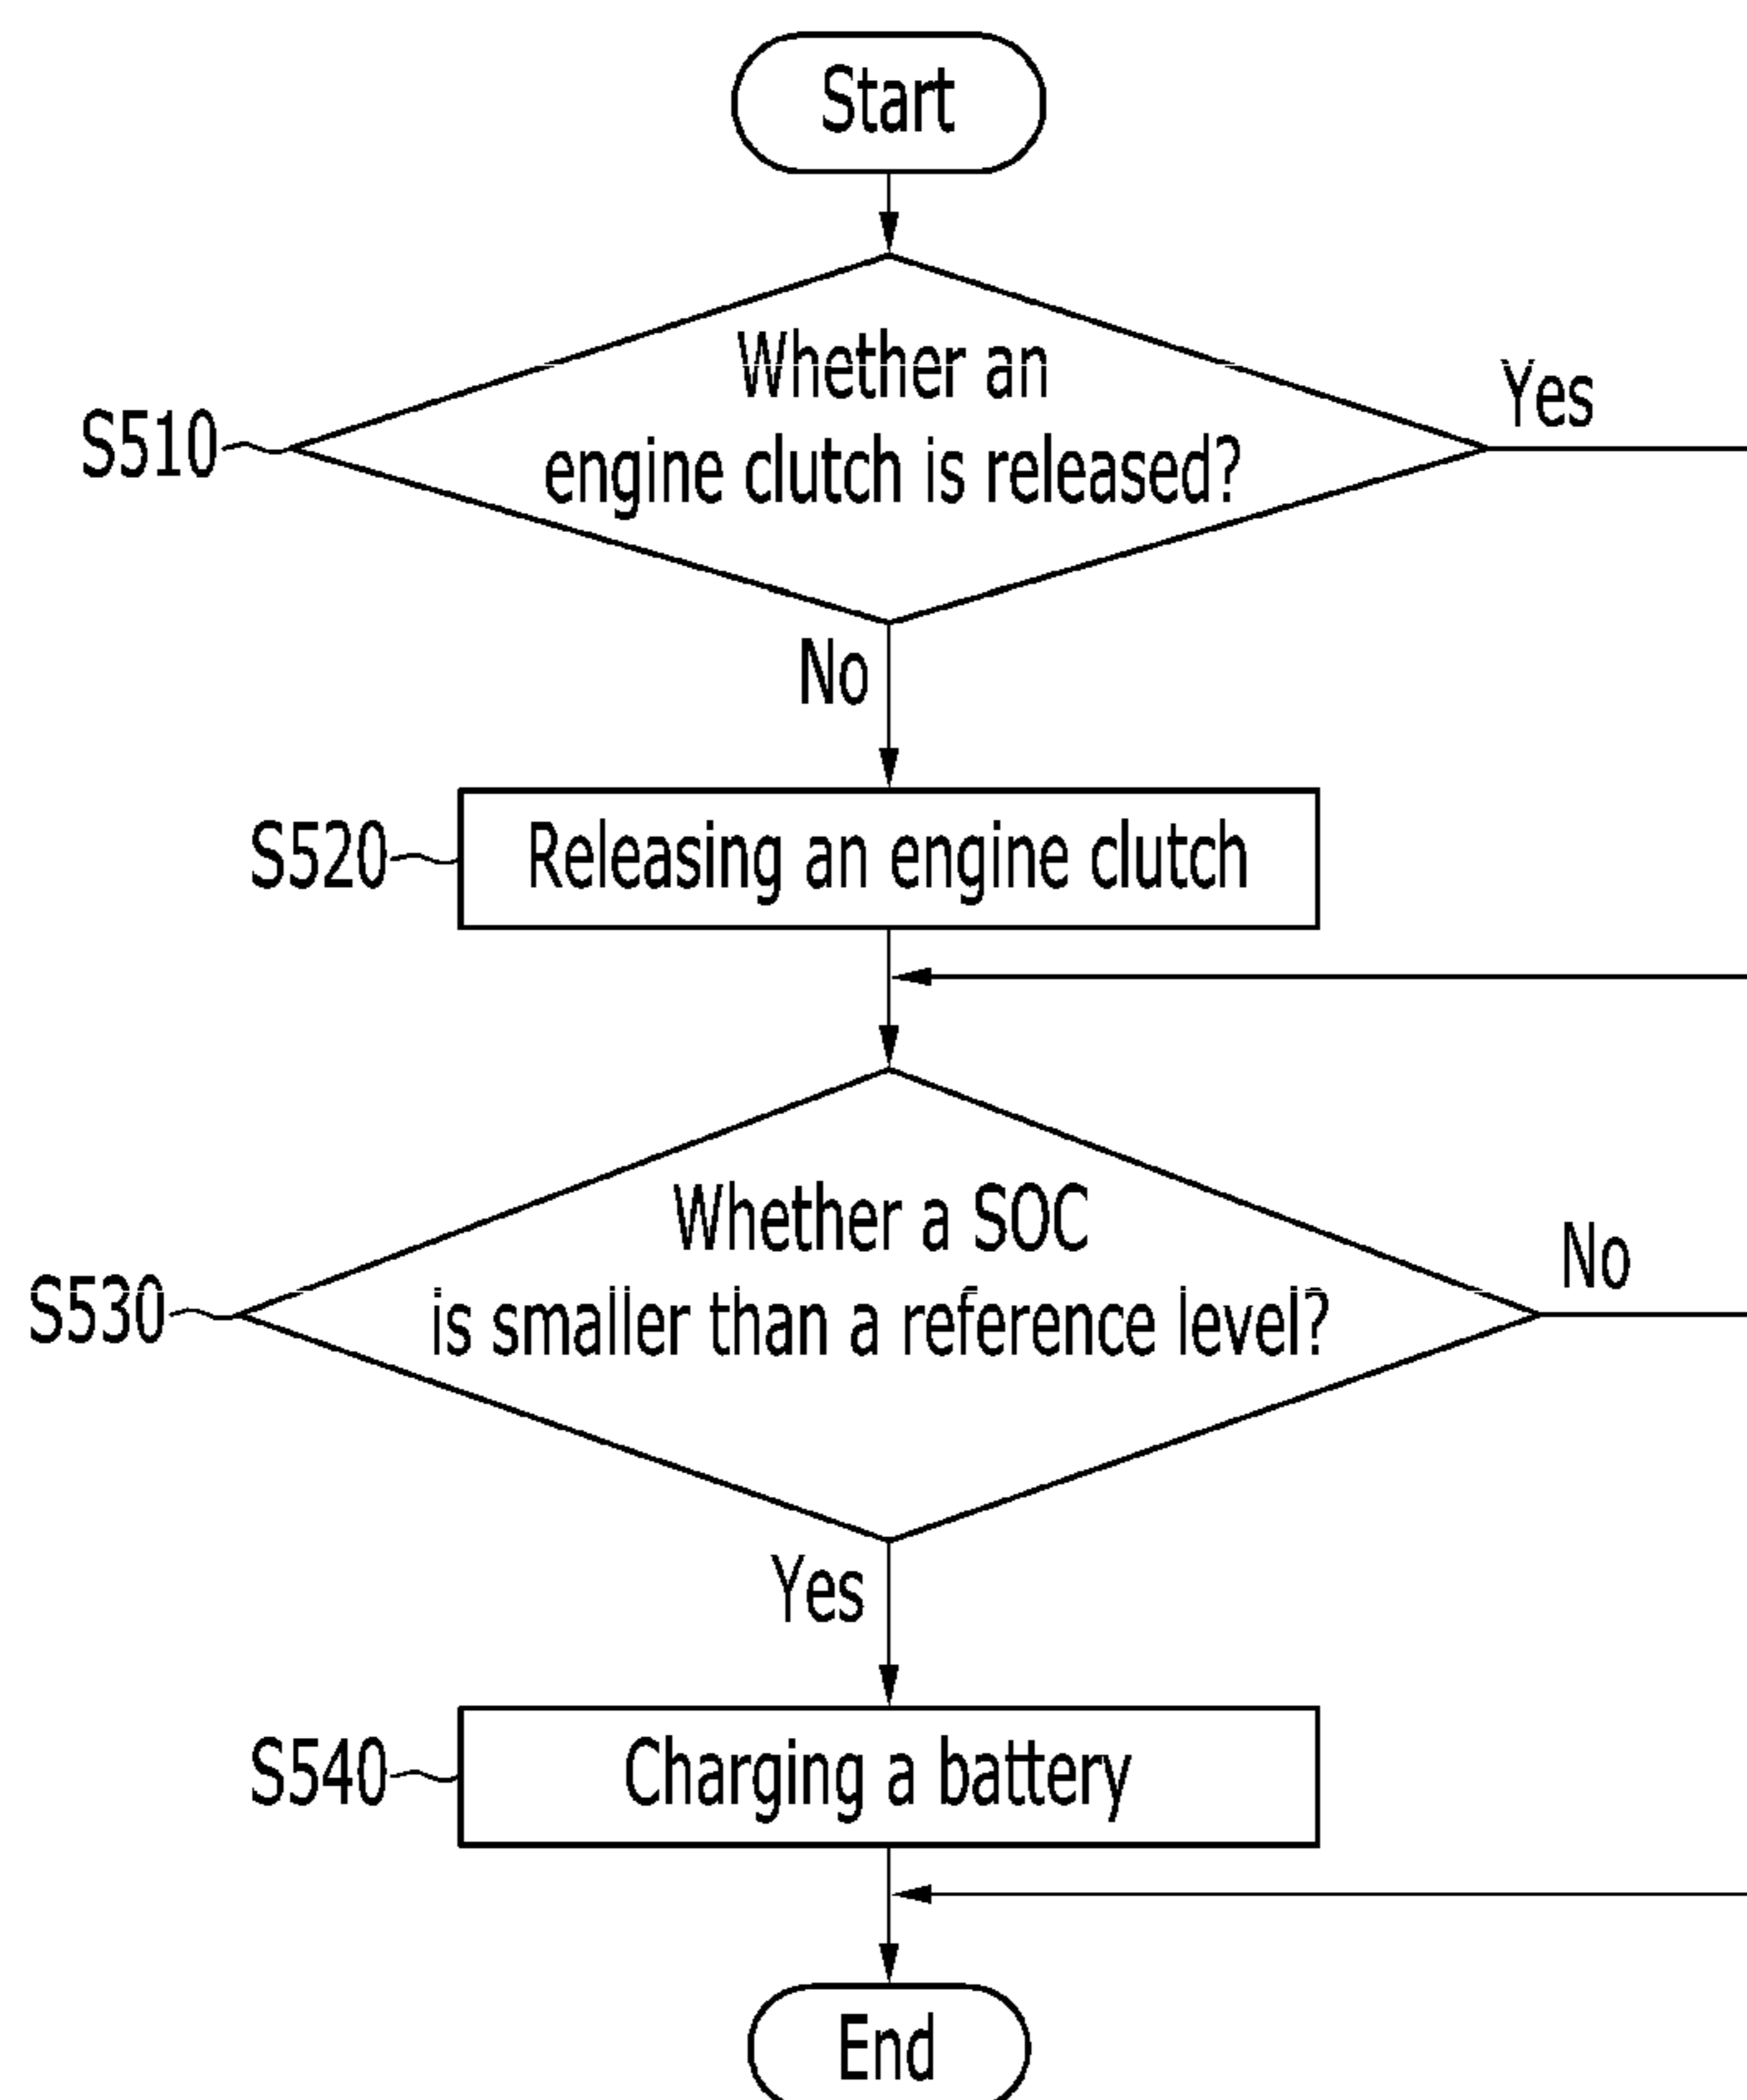 Start
Whether an
engine clutch is released?
Yes
S510
No
S520
Releasing an engine clutch
Whether a SOC
is smaller than a reference level?
No
S530
Yes
S540
Charging a battery
End